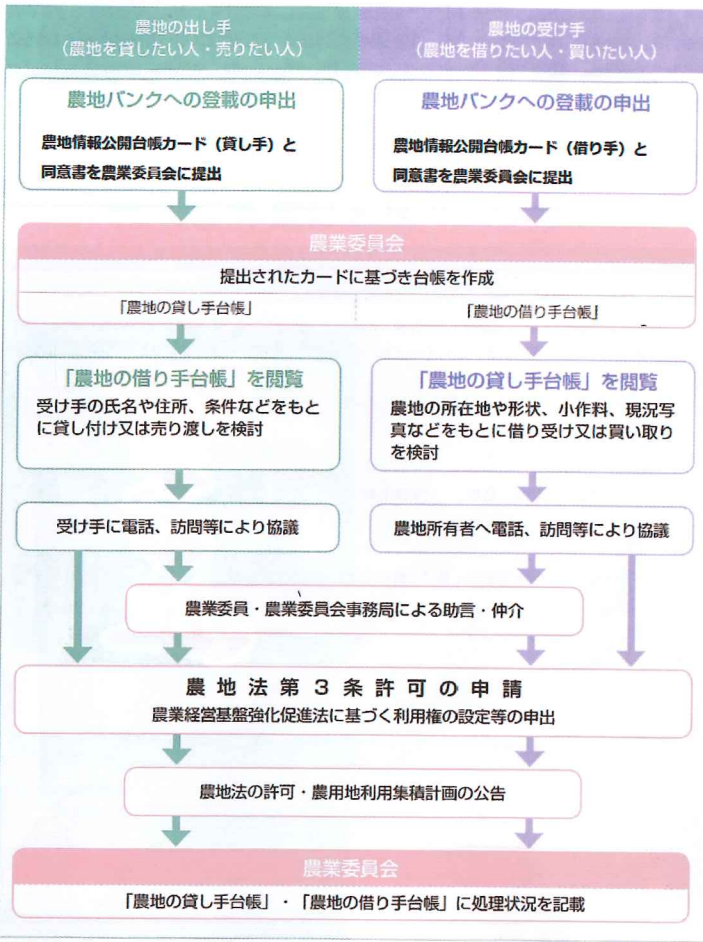 農地の出し手
（農地を貸したい人・売りたい人）
農地の受け手
（農地を借りたい人・買いたい人）
農地バンクへの登載の申出
農地情報公開台帳カード（貸し手）と
同意書を農業委員会に提出
農地バンクへの登載の申出
農地情報公開台帳カード（借り手）と
同意書を農業委員会に提出
農業委員会
提出されたカードに基づき台帳を作成
「農地の貸し手台帳」
「農地の借り手台帳」
「農地の借り手台帳」を閲覧
受け手の氏名や住所、条件などをもと
に貸し付け又は売り渡しを検討
「農地の貸し手台帳」を閲覧
農地の所在地や形状、小作料、現況写
真などをもとに借り受け又は買い取り
を検討
受け手に電話、訪問等により協議
農地所有者へ電話、訪問等により協議
農業委員・農業委員会事務局による助言・仲介
農地法第３条許可の申請
農業経営基盤強化促進法に基づく利用権の設定等の申出
農地法の許可・農用地利用集積計画の公告
農業委員会
「農地の貸し手台帳」・「農地の借り手台帳」に処理状況を記載